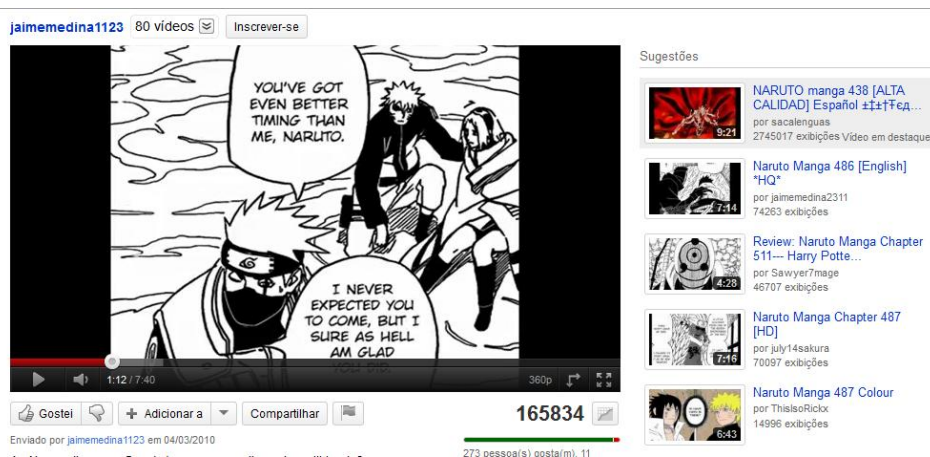 jaimemedina1123 80 vídeos Inscrever-se
YOU'VE GOT
EVEN BETTER
TIMING THAN
ME, NARUTO.
I NEVER
EXPECTED YOU
TO COME, BUT I
SURE AS HELL
AM GLAD
YOU DID.
1:12 / 7:40 360p
Gostei Adicionar a Compartilhar 165834
Enviado por jaimemedina1123 em 04/03/2010
273 pessoa(s) gosta(m), 11
Sugestões
9:21
NARUTO manga 438 [ALTA
CALIDAD] Español
por sacalenguas
2745017 exibições Vídeo em destaque
7:14
Naruto Manga 486 [English]
*HQ*
por jaimemedina2311
74263 exibições
4:28
Review: Naruto Manga Chapter
511--- Harry Potte...
por Sawyer7mage
46707 exibições
7:16
Naruto Manga Chapter 487
[HD]
por july14sakura
70097 exibições
6:43
Naruto Manga 487 Colour
por ThisIsoRickx
14996 exibições